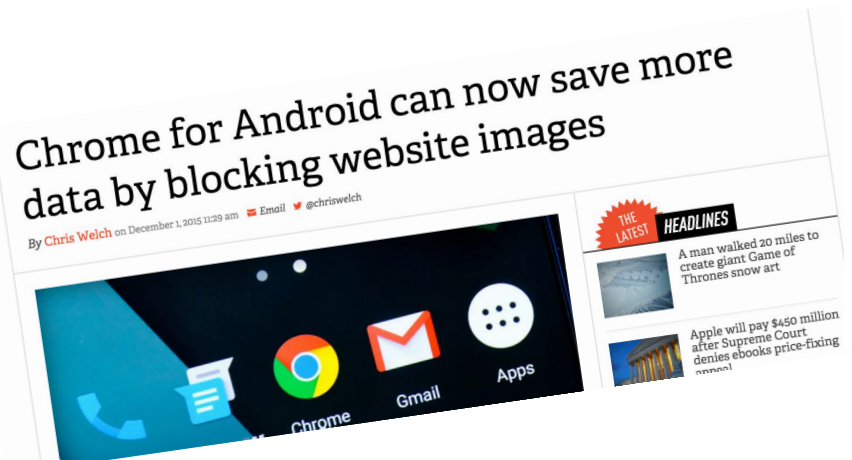 Chrome for Android can now save more
data by blocking website images
By Chris Welch on December 1, 2015 11:29 am Email @chriswelch
THE
LATEST
HEADLINES
A man walked 20 miles to
create giant Game of
Thrones snow art
Apple will pay $450 million
after Supreme Court
denies ebooks price-fixing
appeal
Chrome
Gmail
Apps